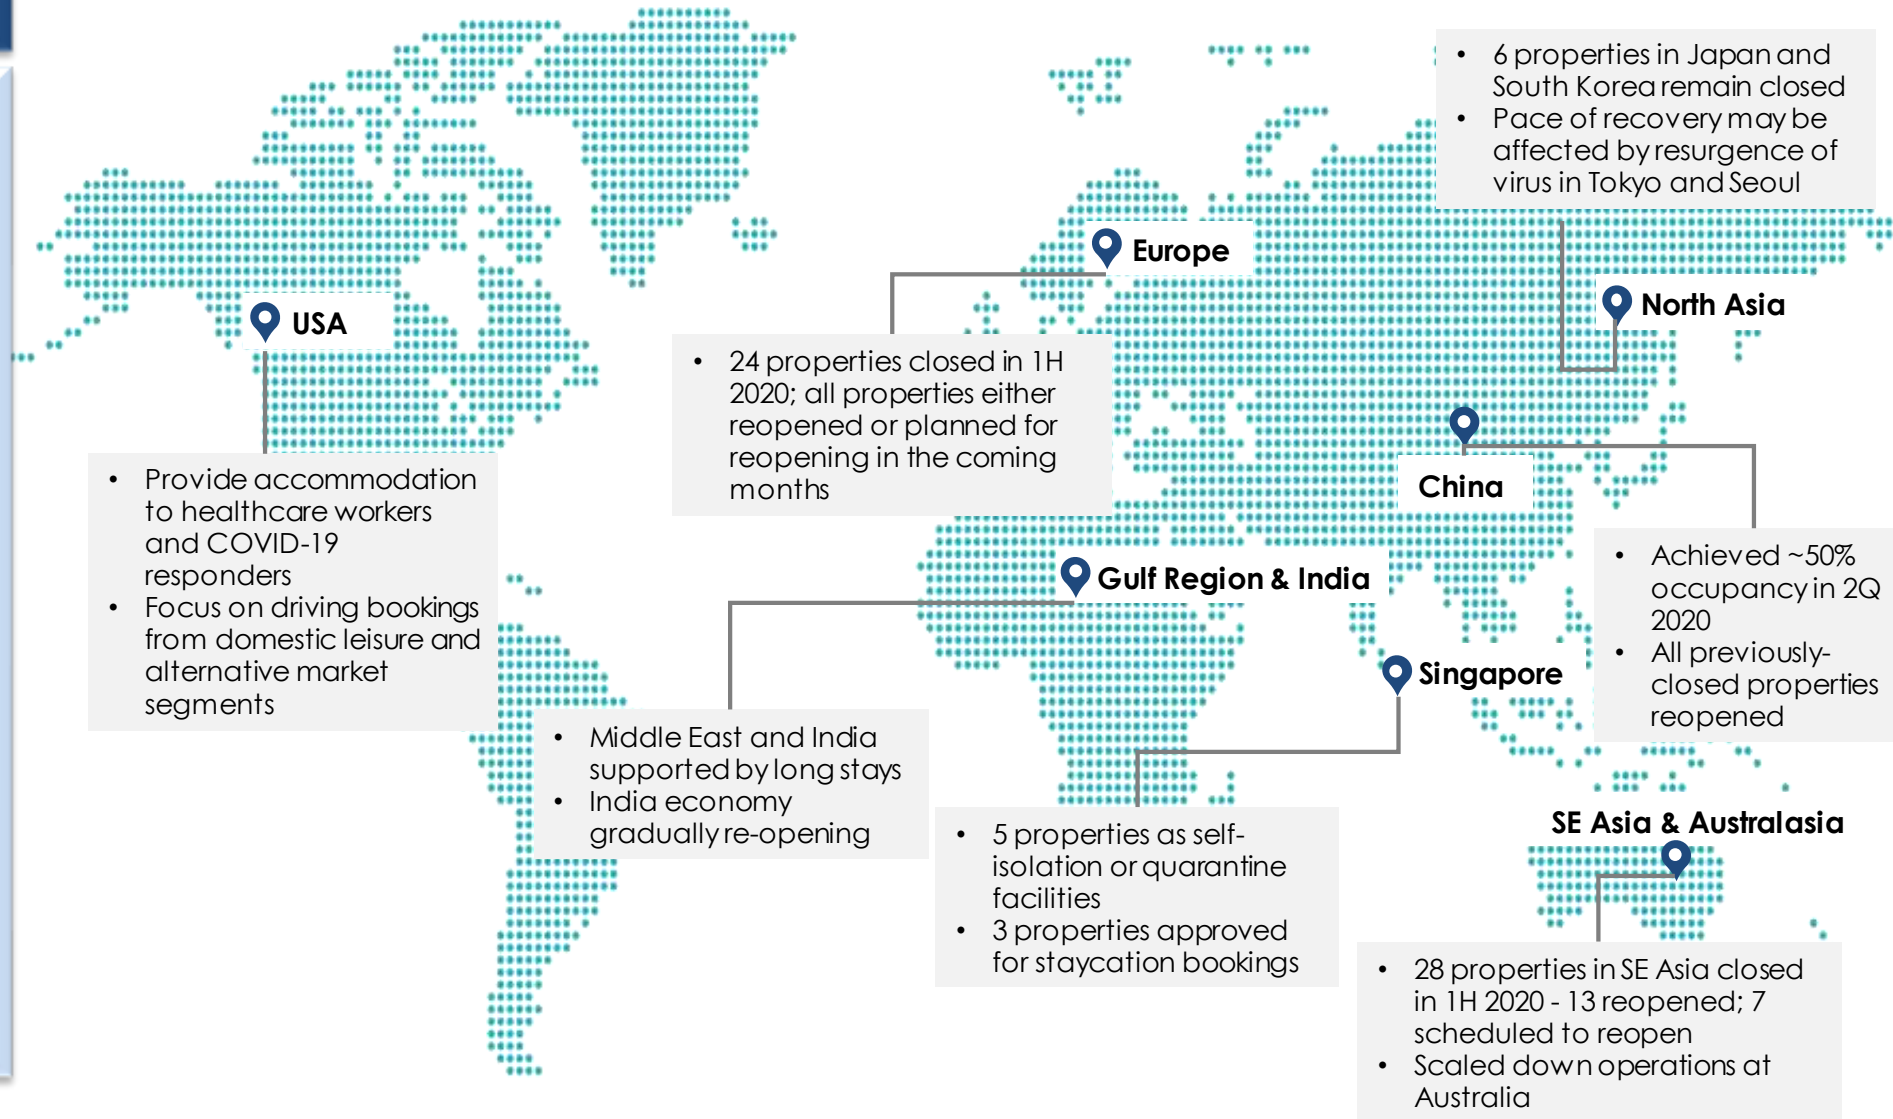 • 6 properties in Japan and
South Korea remain closed
• Pace of recovery may be
affected by resurgence of
virus in Tokyo and Seoul
Europe
North Asia
USA
• 24 properties closed in 1H
2020; all properties either
reopened or planned for
reopening in the coming
months
• Provide accommodation
to healthcare workers
and COVID-19
responders
• Focus on driving bookings
from domestic leisure and
alternative market
segments
China
• Achieved ~50%
occupancy in 2Q
2020
• All previously-
closed properties
reopened
Gulf Region & India
Singapore
• Middle East and India
supported by long stays
• India economy
gradually re-opening
• 5 properties as self-
isolation or quarantine
facilities
• 3 properties approved
for staycation bookings
SE Asia & Australasia
• 28 properties in SE Asia closed
in 1H 2020 - 13 reopened; 7
scheduled to reopen
• Scaled down operations at
Australia